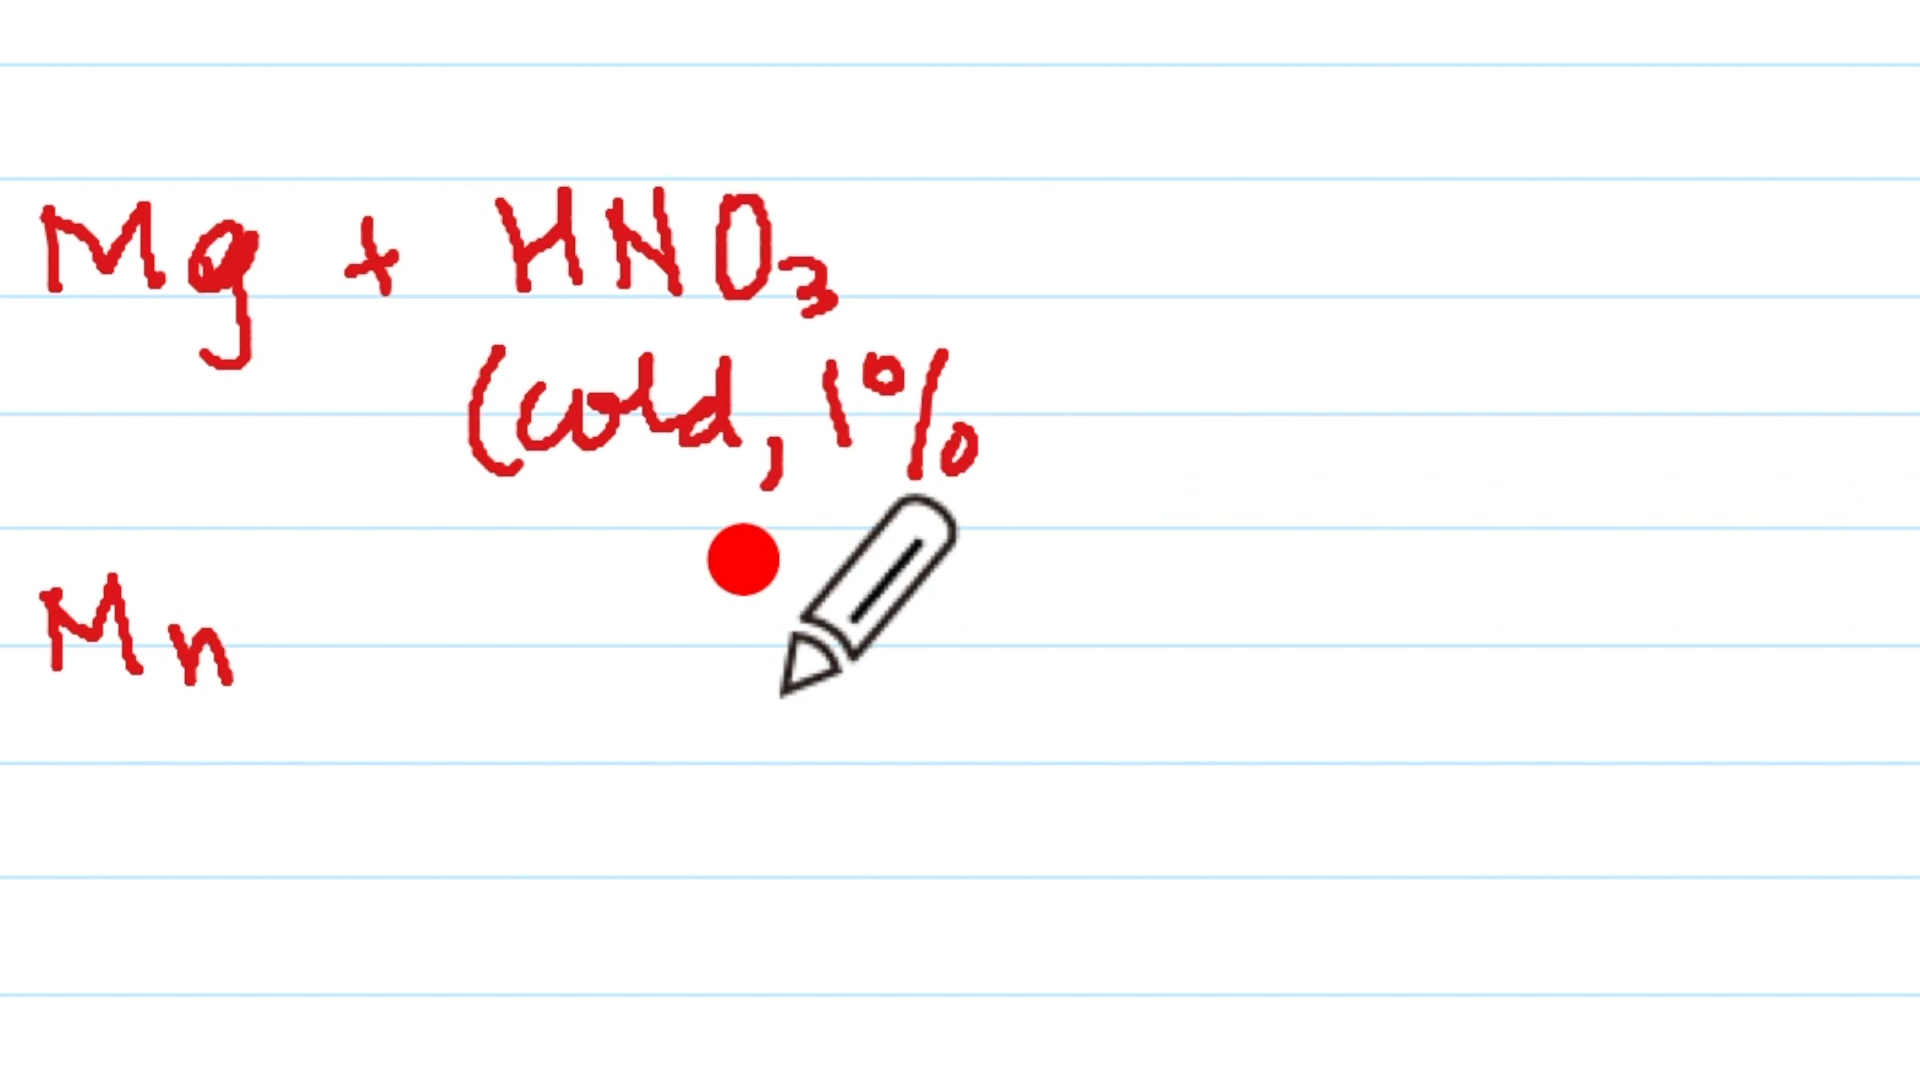 Mg + HNO₃
(cold, 1%
Mn